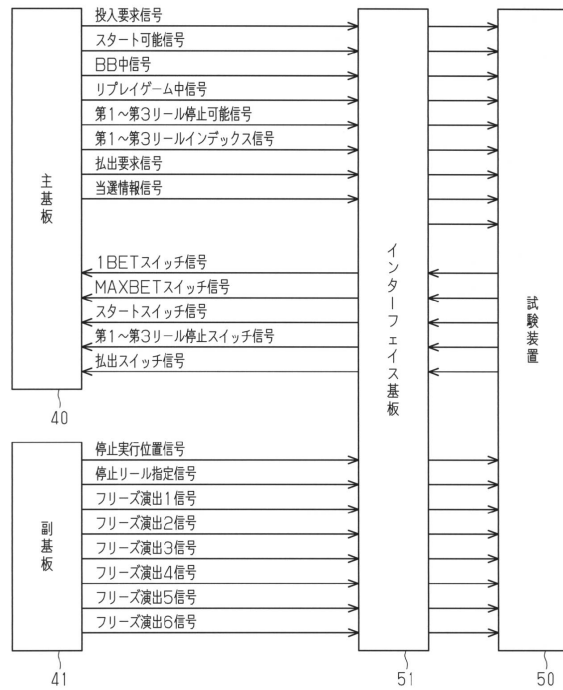 投入要求信号
スタート可能信号
BB中信号
リプレイゲーム中信号
第1〜第3リール停止可能信号
第1〜第3リールインデックス信号
払出要求信号
当選情報信号
主基板
1BETスイッチ信号
MAXBETスイッチ信号
スタートスイッチ信号
第1〜第3リール停止スイッチ信号
払出スイッチ信号
40
インターフェイス基板
試験装置
停止実行位置信号
停止リール指定信号
フリーズ演出1信号
フリーズ演出2信号
フリーズ演出3信号
フリーズ演出4信号
フリーズ演出5信号
フリーズ演出6信号
副基板
41
51
50